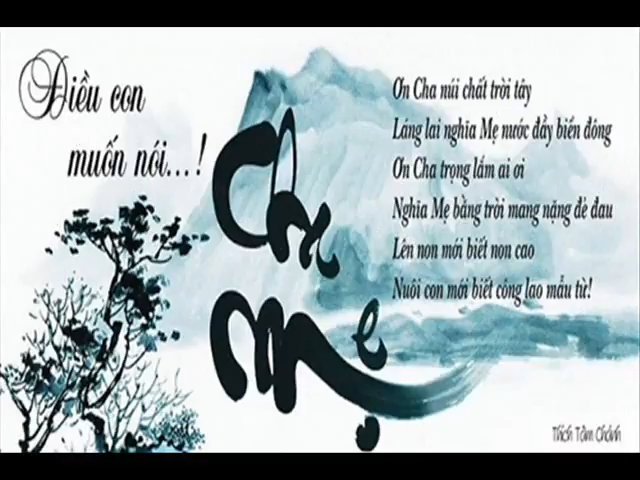 Điều con
muốn nói...!
Cha
Mẹ
Ơn Cha núi chất trời tây
Láng lai nghĩa Mẹ nước đầy biển đông
Ơn Cha trọng lắm ai ơi
Nghĩa Mẹ bằng trời mang nặng đẻ đau
Lên non mới biết non cao
Nuôi con mới biết công lao mẫu từ!
Thích Tâm Chánh